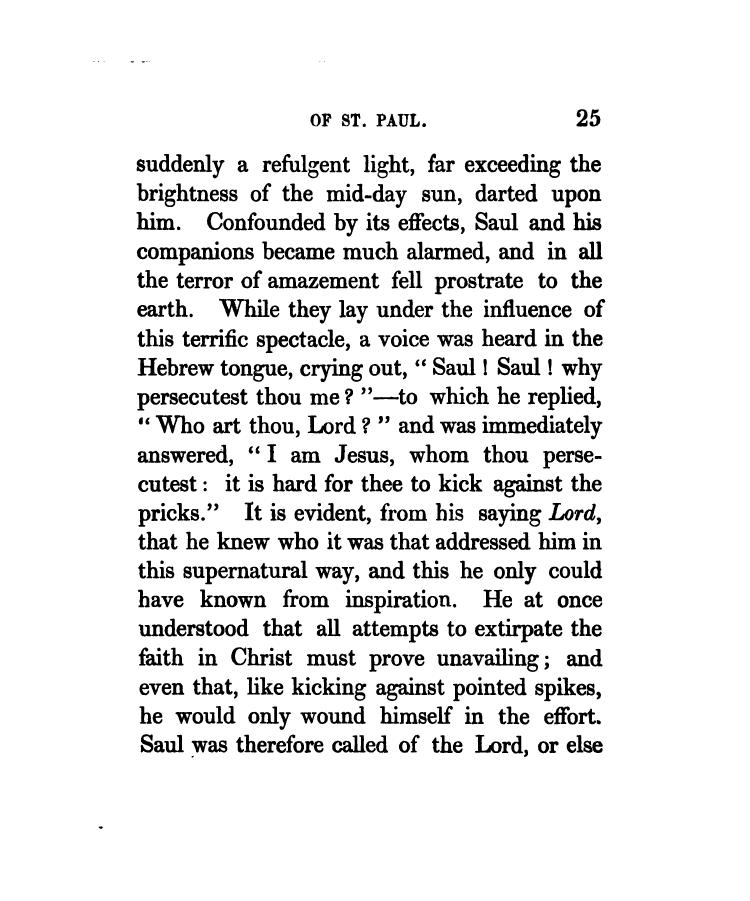 OF ST. PAUL. 25
suddenly a refulgent light, far exceeding the
brightness of the mid-day sun, darted upon
him. Confounded by its effects, Saul and his
companions became much alarmed, and in all
the terror of amazement fell prostrate to the
earth. While they lay under the influence of
this terrific spectacle, a voice was heard in the
Hebrew tongue, crying out, “ Saul ! Saul ! why
persecutest thou me ? ”—to which he replied,
“ Who art thou, Lord ? ” and was immediately
answered, “ I am Jesus, whom thou perse-
cutest : it is hard for thee to kick against the
pricks.” It is evident, from his saying Lord,
that he knew who it was that addressed him in
this supernatural way, and this he only could
have known from inspiration. He at once
understood that all attempts to extirpate the
faith in Christ must prove unavailing ; and
even that, like kicking against pointed spikes,
he would only wound himself in the effort.
Saul was therefore called of the Lord, or else